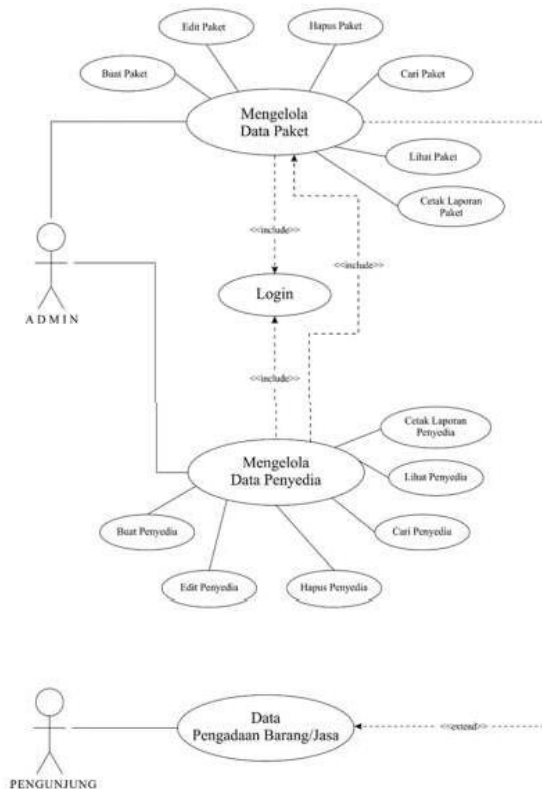 Edit Paket
Hapus Paket
Buat Paket
Cari Paket
Mengelola
Data Paket
Lihat Paket
Cetak Laporan
Paket
<<include>>
<<include>>
Login
ADMIN
<<include>>
Cetak Laporan
Penyedia
Mengelola
Data Penyedia
Lihat Penyedia
Buat Penyedia
Cari Penyedia
Edit Penyedia
Hapus Penyedia
Data
Pengadaan Barang/Jasa
<<extend>>
PENGUNJUNG